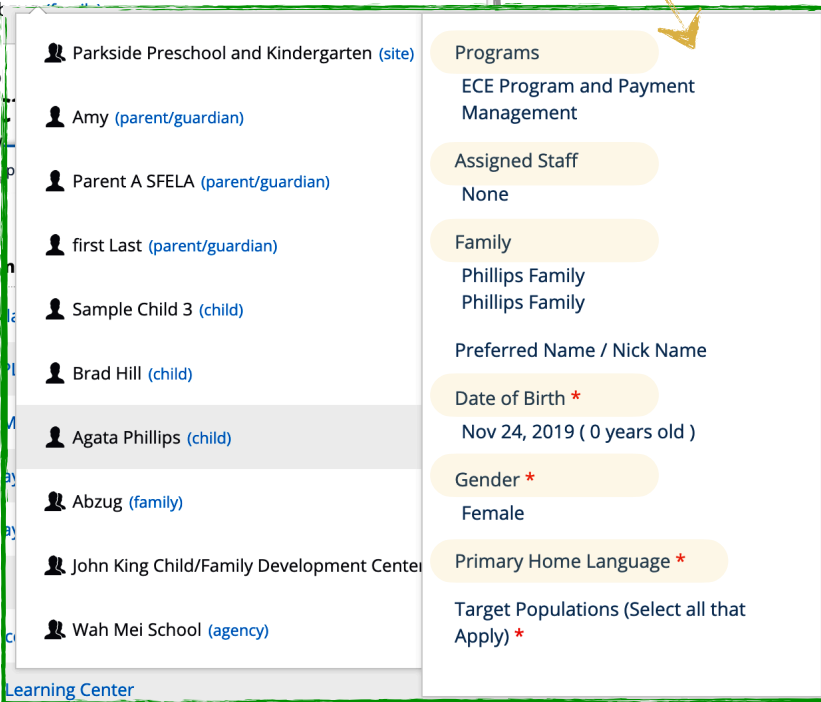 Parkside Preschool and Kindergarten (site)
Amy (parent/guardian)
Parent A SFELA (parent/guardian)
first Last (parent/guardian)
Sample Child 3 (child)
Brad Hill (child)
Agata Phillips (child)
Abzug (family)
John King Child/Family Development Center
Wah Mei School (agency)
Learning Center
Programs
ECE Program and Payment
Management
Assigned Staff
None
Family
Phillips Family
Phillips Family
Preferred Name / Nick Name
Date of Birth *
Nov 24, 2019 ( 0 years old )
Gender *
Female
Primary Home Language *
Target Populations (Select all that
Apply) *